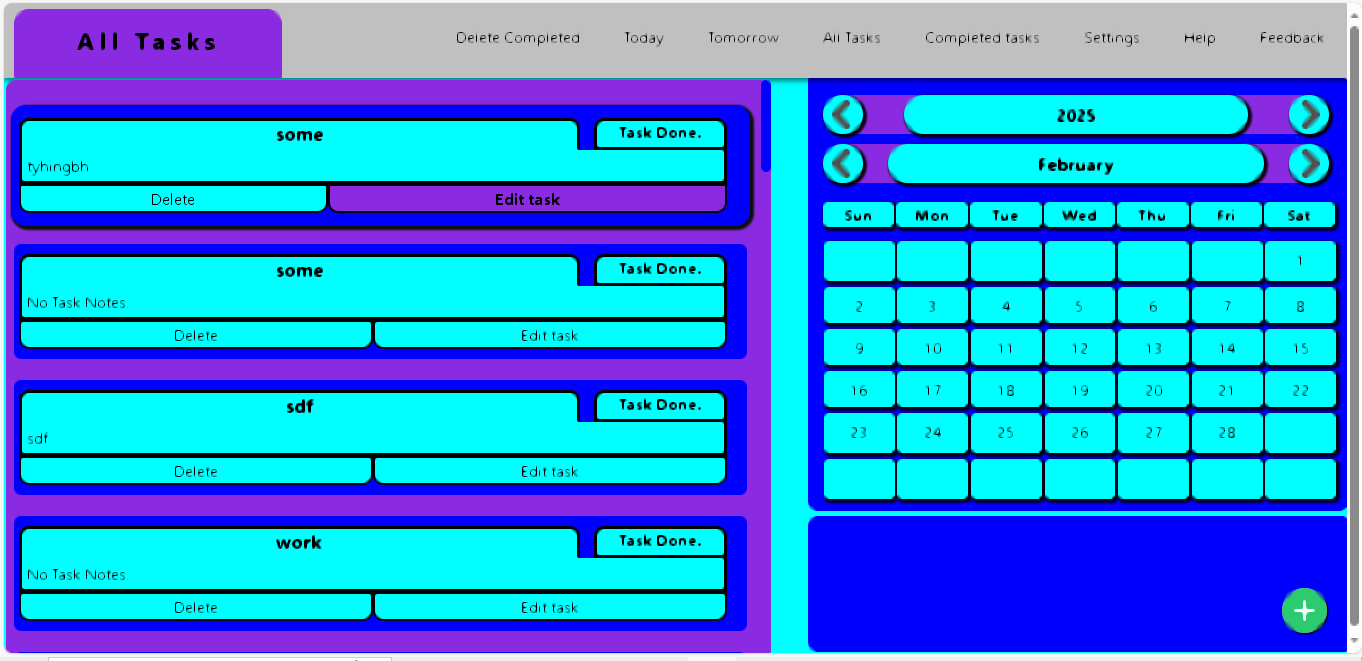 All Tasks
Delete Completed Today Tomorrow All Tasks Completed tasks Settings Help Feedback
some Task Done.
tyhingbh
Delete Edit task
some Task Done.
No Task Notes
Delete Edit task
sdf Task Done.
sdf
Delete Edit task
work Task Done.
No Task Notes
Delete Edit task
2025
February
Sun Mon Tue Wed Thu Fri Sat
1
2 3 4 5 6 7 8
9 10 11 12 13 14 15
16 17 18 19 20 21 22
23 24 25 26 27 28